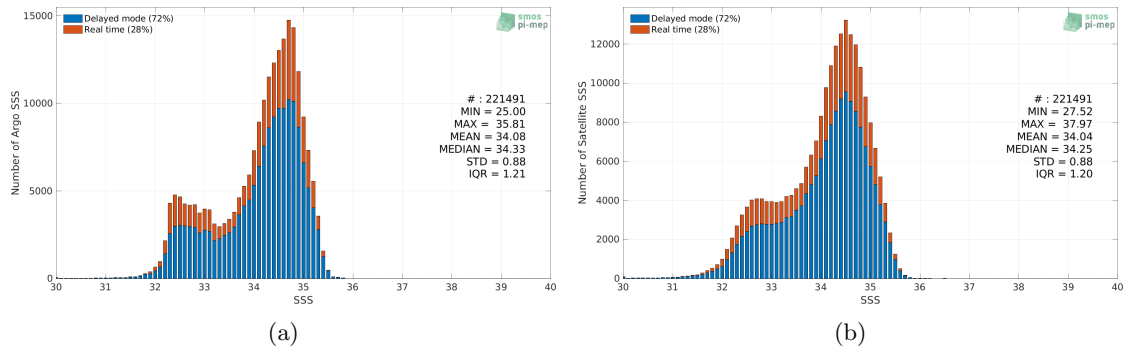 Delayed mode (72%)
Real time (28%)
smos
pi-mep
15000
10000
5000
0
Number of Argo SSS
# : 221491
MIN = 25.00
MAX = 35.81
MEAN = 34.08
MEDIAN = 34.33
STD = 0.88
IQR = 1.21
30 31 32 33 34 35 36 37 38 39 40
SSS
(a)
Delayed mode (72%)
Real time (28%)
smos
pi-mep
12000
10000
8000
6000
4000
2000
0
Number of Satellite SSS
# : 221491
MIN = 27.52
MAX = 37.97
MEAN = 34.04
MEDIAN = 34.25
STD = 0.88
IQR = 1.20
30 31 32 33 34 35 36 37 38 39 40
SSS
(b)